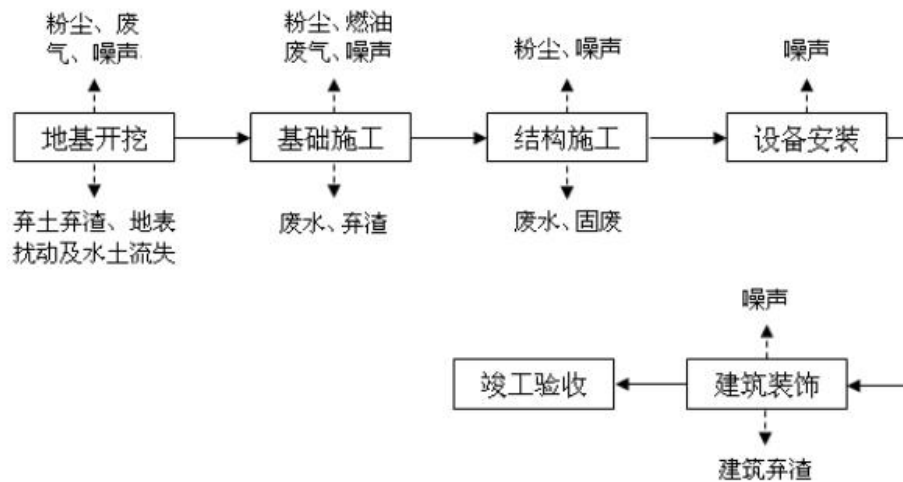 粉尘、废
气、噪声
粉尘、燃油
废气、噪声
粉尘、噪声
噪声
地基开挖
基础施工
结构施工
设备安装
弃土弃渣、地表
扰动及水土流失
废水、弃渣
废水、固废
噪声
竣工验收
建筑装饰
建筑弃渣